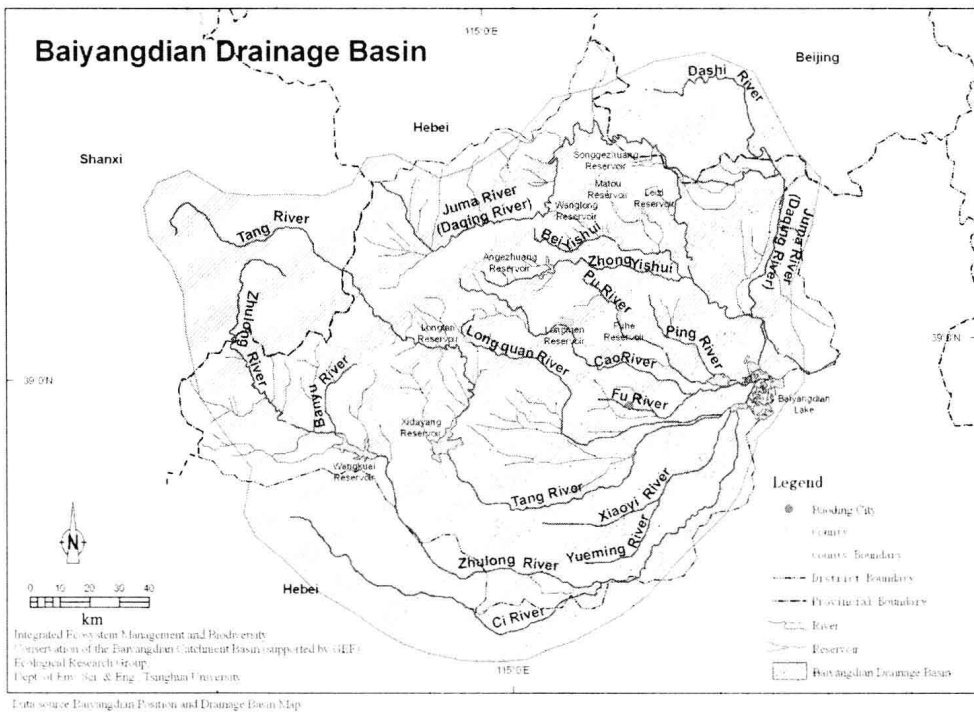 Baiyangdian Drainage Basin
115°0'E
Beijing
Dashi River
Hebei
Shanxi
Songgezhuang
Reservoir
Matou
Reservoir
Wanglong
Reservoir
Reservoir
Juma River
(Daqing River)
Juma River
(Daqing River)
Tang River
Bei Yishui
Angezhuang
Reservoir
Zhong Yishui
Zhulong River
Pu River
Longtan
Reservoir
Longquan River
Longmen
Reservoir
Puhe
Reservoir
Ping River
Cao River
39°0'N
39°0'N
Banyu River
Fu River
Baiyangdian
Lake
Xidayang
Reservoir
Wangkuai
Reservoir
Tang River
Xiaoyi River
Zhulong River
Yueming River
Ci River
Hebei
N
0 10 20 30 40
km
Legend
Baoding City
County
County Boundary
District Boundary
Provincial Boundary
River
Reservoir
Baiyangdian Drainage Basin
Integrated Ecosystem Management and Biodiversity
Conservation of the Baiyangdian Catchment Basin (supported by GEF)
Ecological Research Group
Dept. of Env. Sci. & Eng., Tsinghua University
115°0'E
Data source Baiyangdian Position and Drainage Basin Map